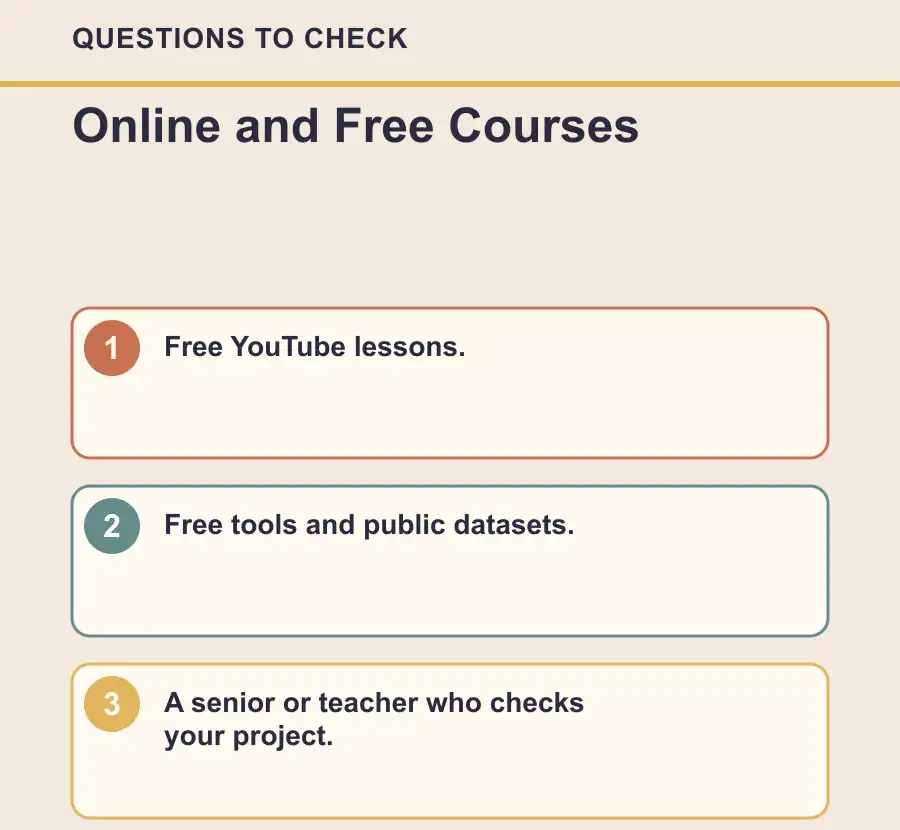 QUESTIONS TO CHECK
Online and Free Courses
1
Free YouTube lessons.
2
Free tools and public datasets.
3
A senior or teacher who checks
your project.